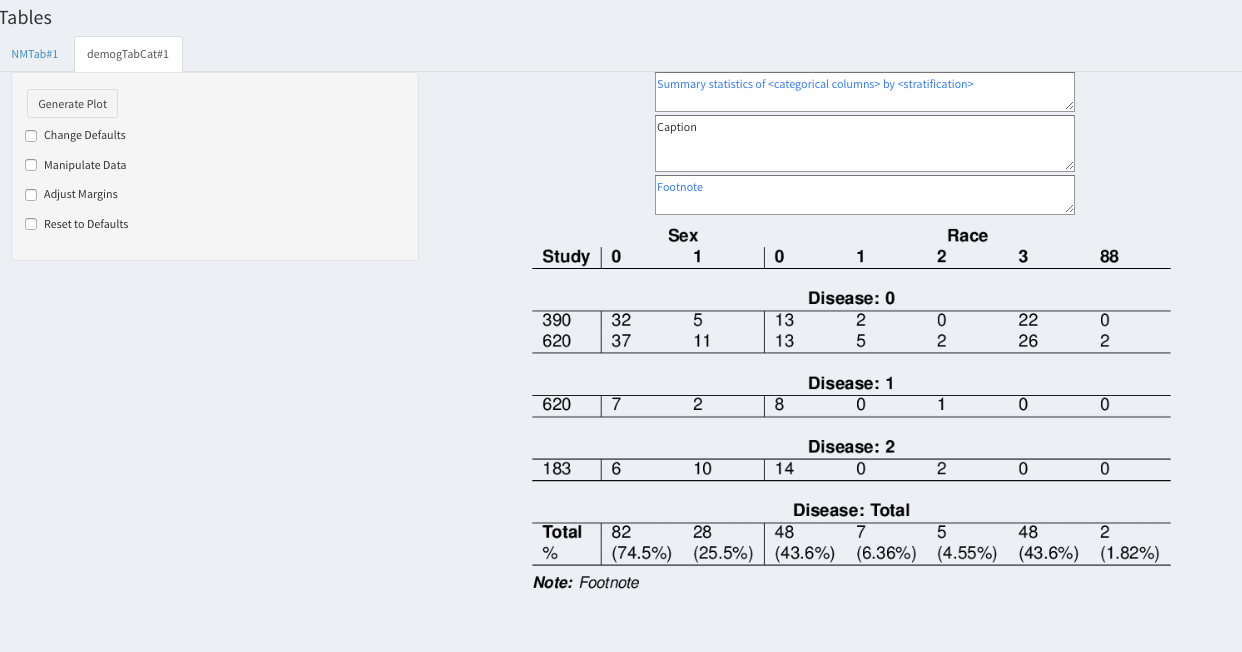 Tables
NMTab#1 demogTabCat#1
Generate Plot
Change Defaults
Manipulate Data
Adjust Margins
Reset to Defaults
Summary statistics of <categorical columns> by <stratification>
Caption
Footnote
Sex Race
Study 0 1 0 1 2 3 88
Disease: 0
390 32 5 13 2 0 22 0
620 37 11 13 5 2 26 2
Disease: 1
620 7 2 8 0 1 0 0
Disease: 2
183 6 10 14 0 2 0 0
Disease: Total
Total 82 28 48 7 5 48 2
% (74.5%) (25.5%) (43.6%) (6.36%) (4.55%) (43.6%) (1.82%)
Note: Footnote